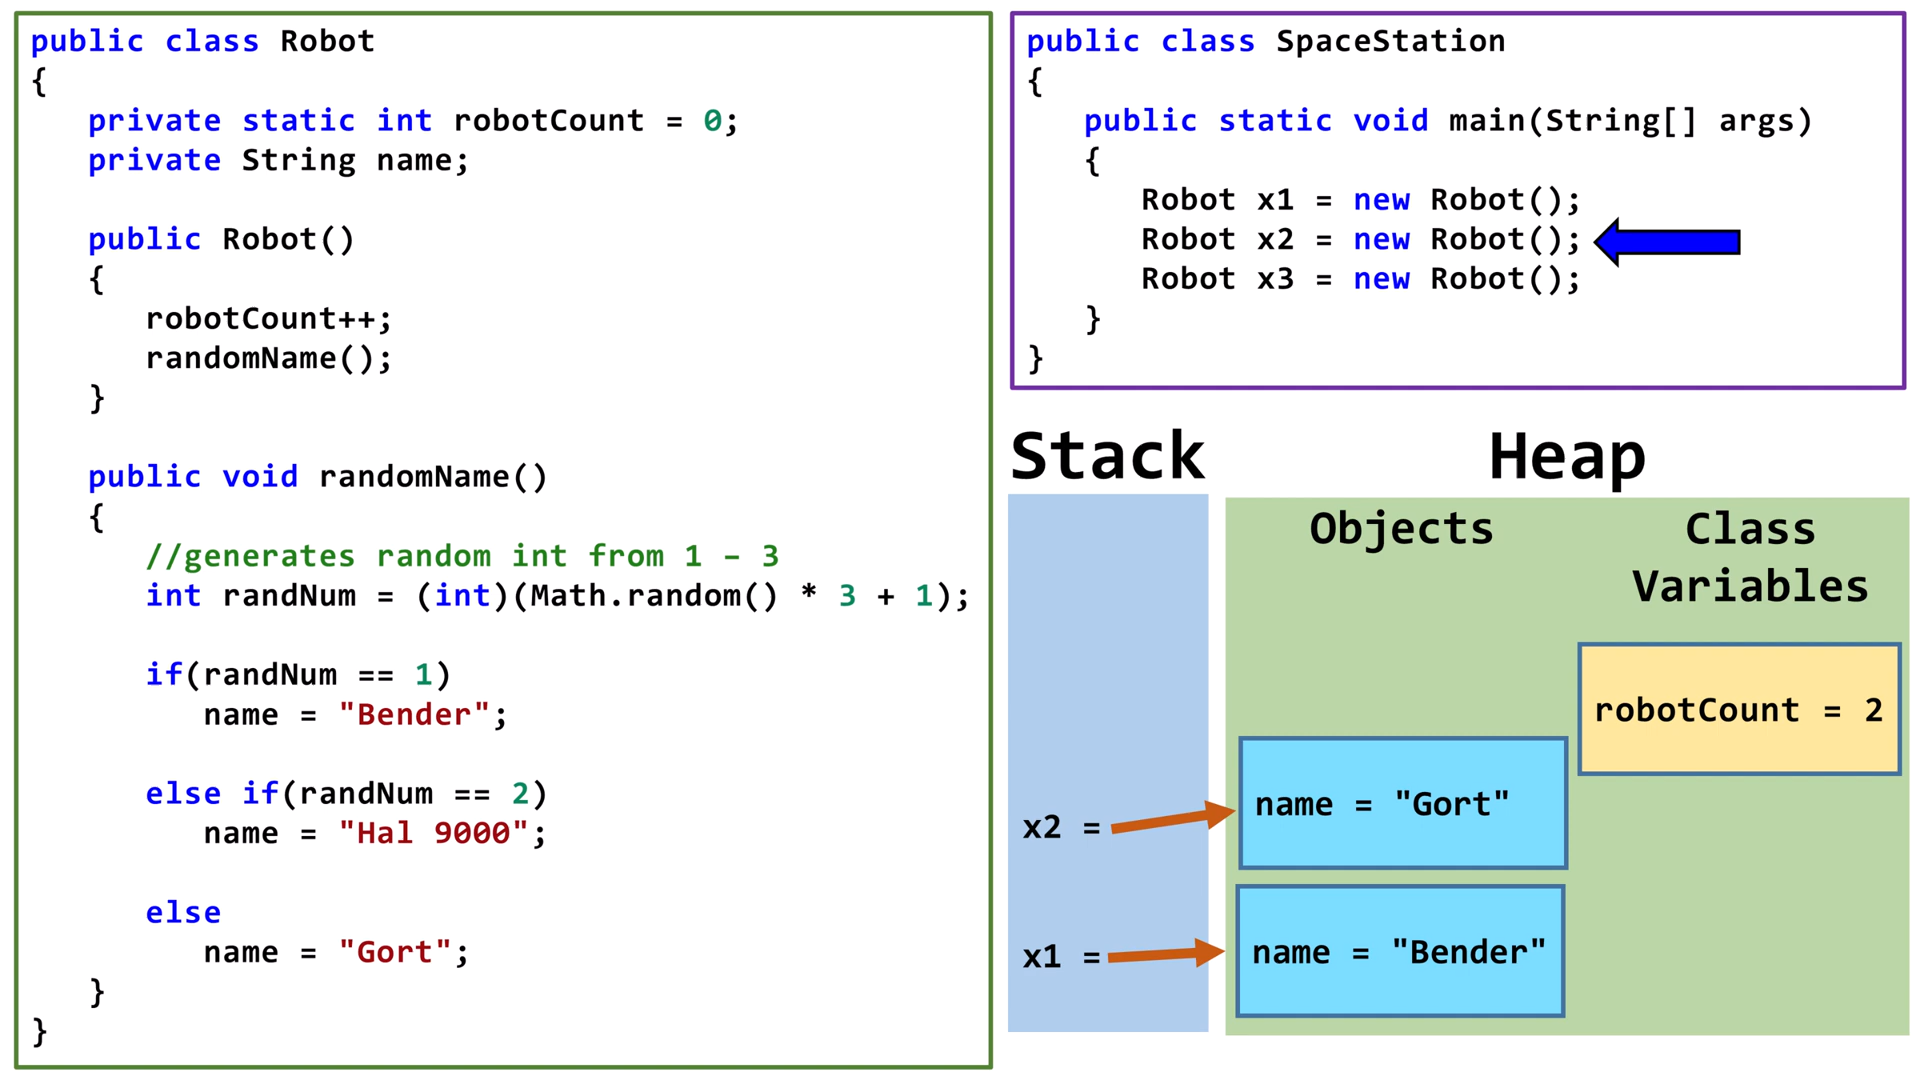 public class Robot
{
   private static int robotCount = 0;
   private String name;

   public Robot()
   {
      robotCount++;
      randomName();
   }

   public void randomName()
   {
      //generates random int from 1 – 3
      int randNum = (int)(Math.random() * 3 + 1);

      if(randNum == 1)
         name = "Bender";

      else if(randNum == 2)
         name = "Hal 9000";

      else
         name = "Gort";
   }
}
public class SpaceStation
{
   public static void main(String[] args)
   {
      Robot x1 = new Robot();
      Robot x2 = new Robot();
      Robot x3 = new Robot();
   }
}
Stack
Heap
Objects
Class
Variables
robotCount = 2
x2 =
name = "Gort"
x1 =
name = "Bender"